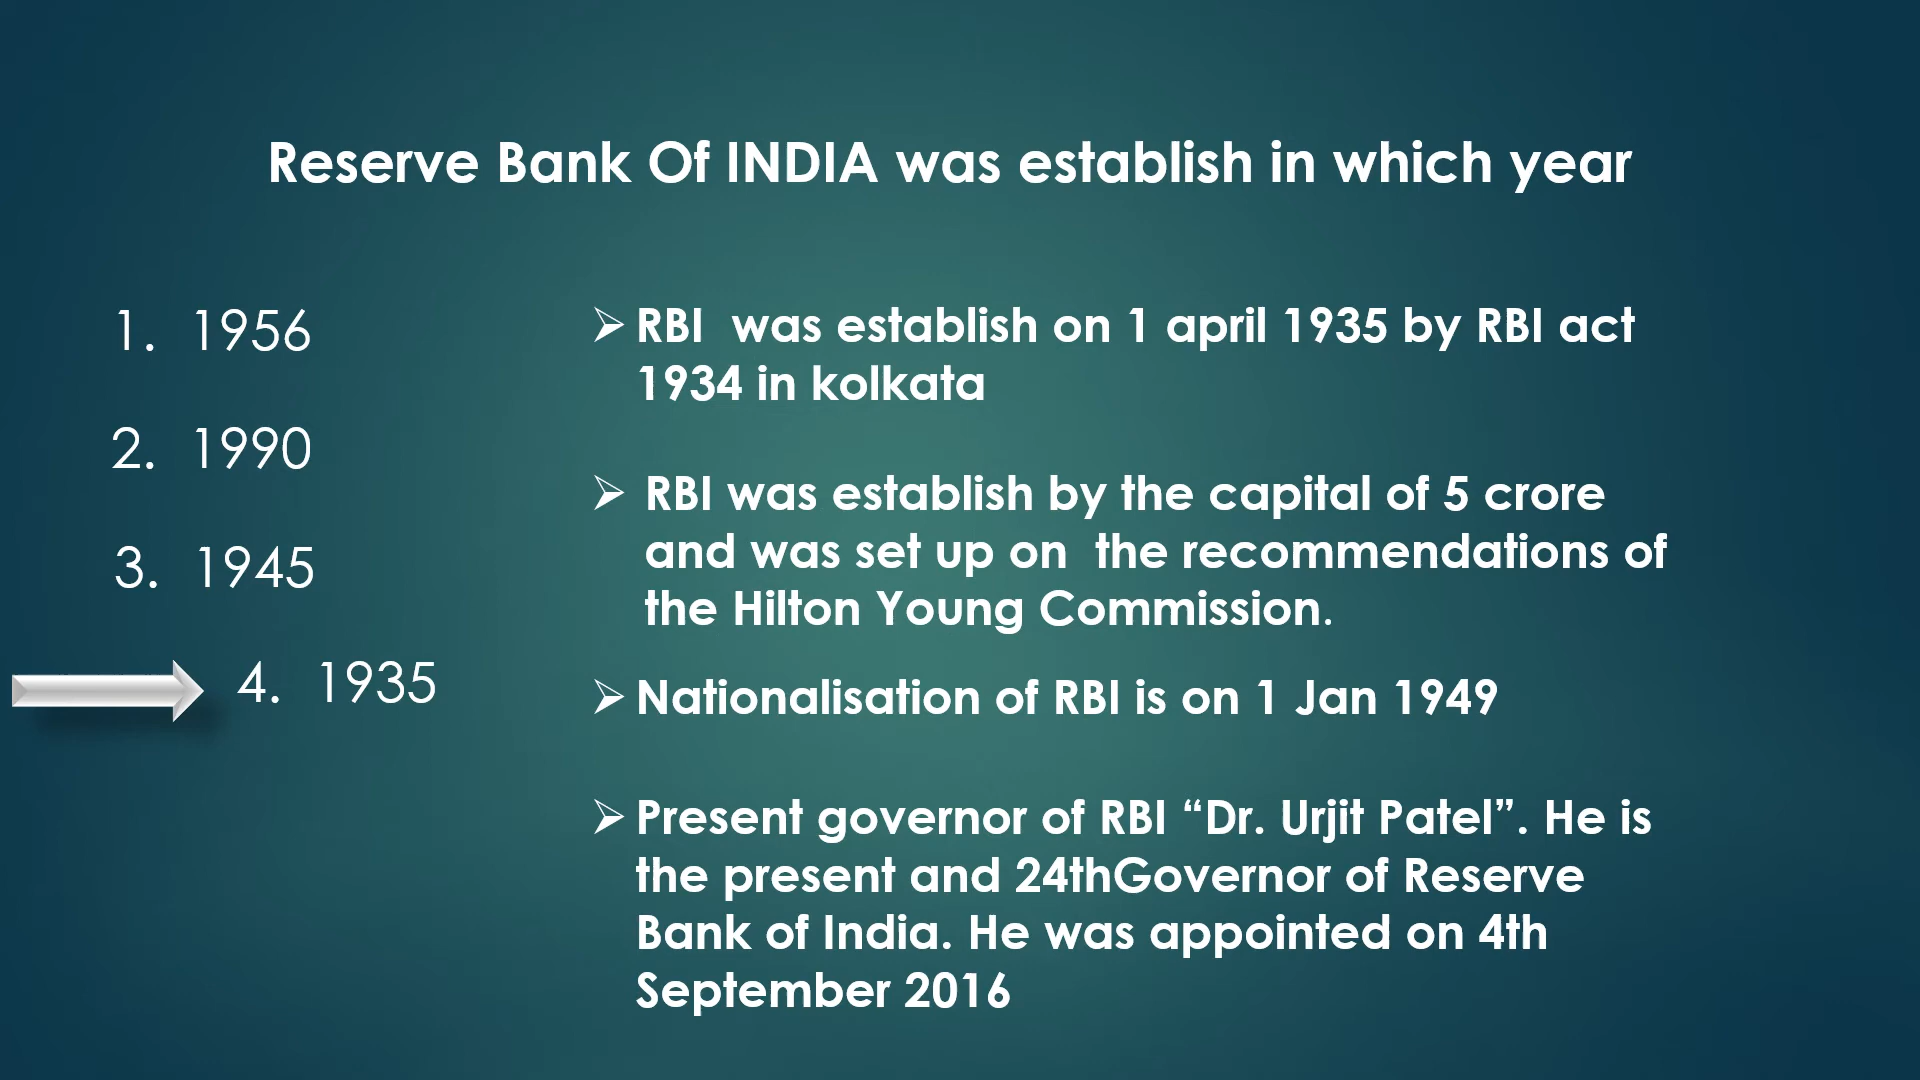 Reserve Bank Of INDIA was establish in which year
1. 1956
2. 1990
3. 1945
4. 1935
➢ RBI was establish on 1 april 1935 by RBI act
1934 in kolkata
➢ RBI was establish by the capital of 5 crore
and was set up on the recommendations of
the Hilton Young Commission.
➢ Nationalisation of RBI is on 1 Jan 1949
➢ Present governor of RBI “Dr. Urjit Patel”. He is
the present and 24thGovernor of Reserve
Bank of India. He was appointed on 4th
September 2016